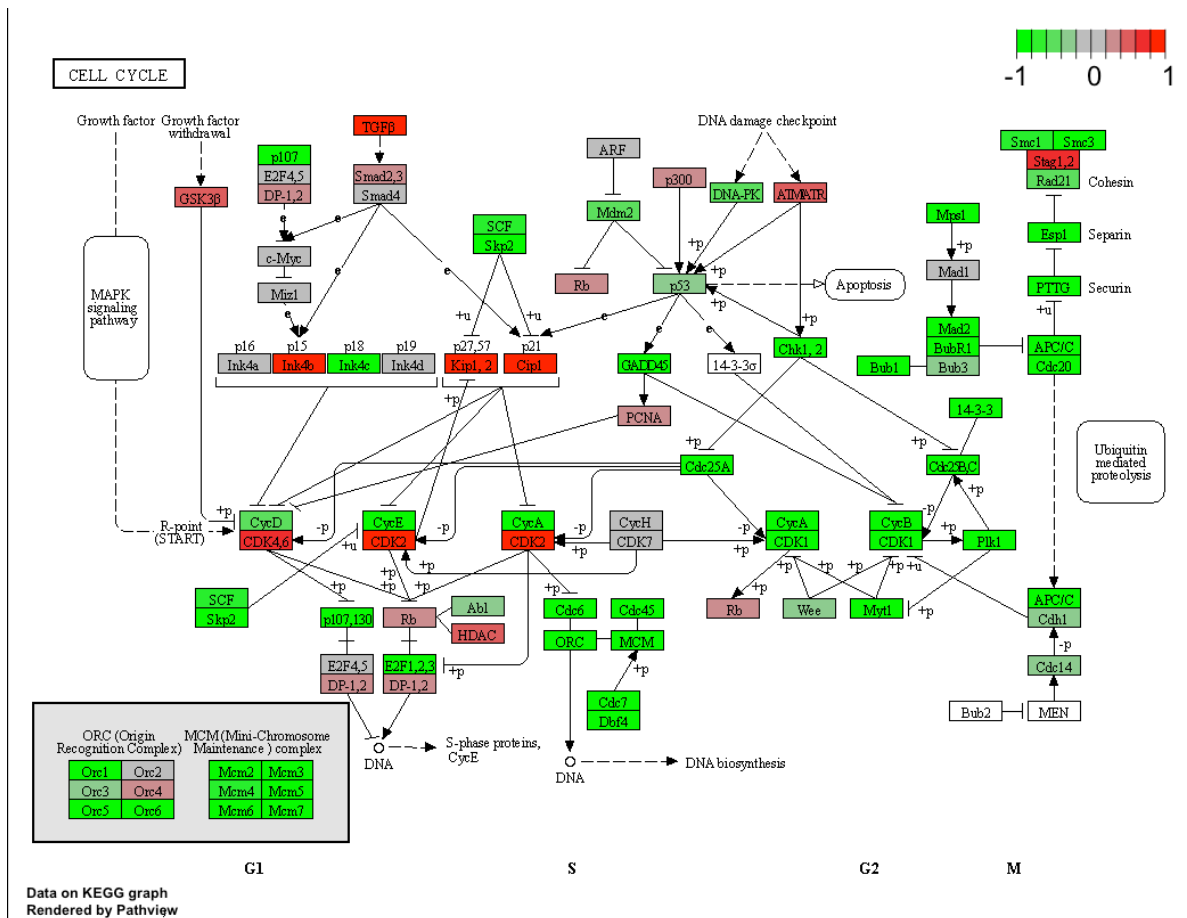 -1 0 1
CELL CYCLE
Growth factor
Growth factor
withdrawal
TGFβ
DNA damage checkpoint
Smc1 Smc3
Stag1,2
Rad21
Cohesin
p107
E2F4,5
DP-1,2
Smad2,3
Smad4
ARF
p300
DNA-PK
ATM/ATR
GSK3β
Mdm2
Mps1
+p
Esp1
Separin
SCF
Skp2
e
e
e
e
c-Myc
Miz1
Rb
+p
+p
p53
+p
Apoptosis
Mad1
PTTG
Securin
MAPK
signaling
pathway
e
e
+u
+u
e
e
e
+p
Mad2
BubR1
Bub3
Bub1
+u
APC/C
Cdc20
p16
Ink4a
p15
Ink4b
p18
Ink4c
p19
Ink4d
p27,57
Kip1, 2
p21
Cip1
GADD45
14-3-3σ
Chk1, 2
+p
PCNA
14-3-3
+p
Cdc25A
+p
Cdc25B,C
Ubiquitin
mediated
proteolysis
R-point
(START)
+p
CycD
CDK4,6
-p
CycE
CDK2
-p
+u
CycA
CDK2
-p
+p
CycH
CDK7
-p
+p
CycA
CDK1
CycB
CDK1
-p
+p
+p
Plk1
+p
+p
+p
+p
+p
+p
+p
+p
+p
+u
+p
SCF
Skp2
p107,130
Rb
Abl
HDAC
Cdc6
Cdc45
ORC
MCM
Rb
Wee
Myt1
APC/C
Cdh1
-p
Cdc14
E2F4,5
DP-1,2
E2F1,2,3
DP-1,2
+p
+p
Cdc7
Dbf4
Bub2
MEN
DNA
S-phase proteins,
CycE
DNA
DNA biosynthesis
ORC (Origin
Recognition Complex)
MCM (Mini-Chromosome
Maintenance ) complex
Orc1 Orc2
Orc3 Orc4
Orc5 Orc6
Mcm2 Mcm3
Mcm4 Mcm5
Mcm6 Mcm7
G1 S G2 M
Data on KEGG graph
Rendered by Pathview